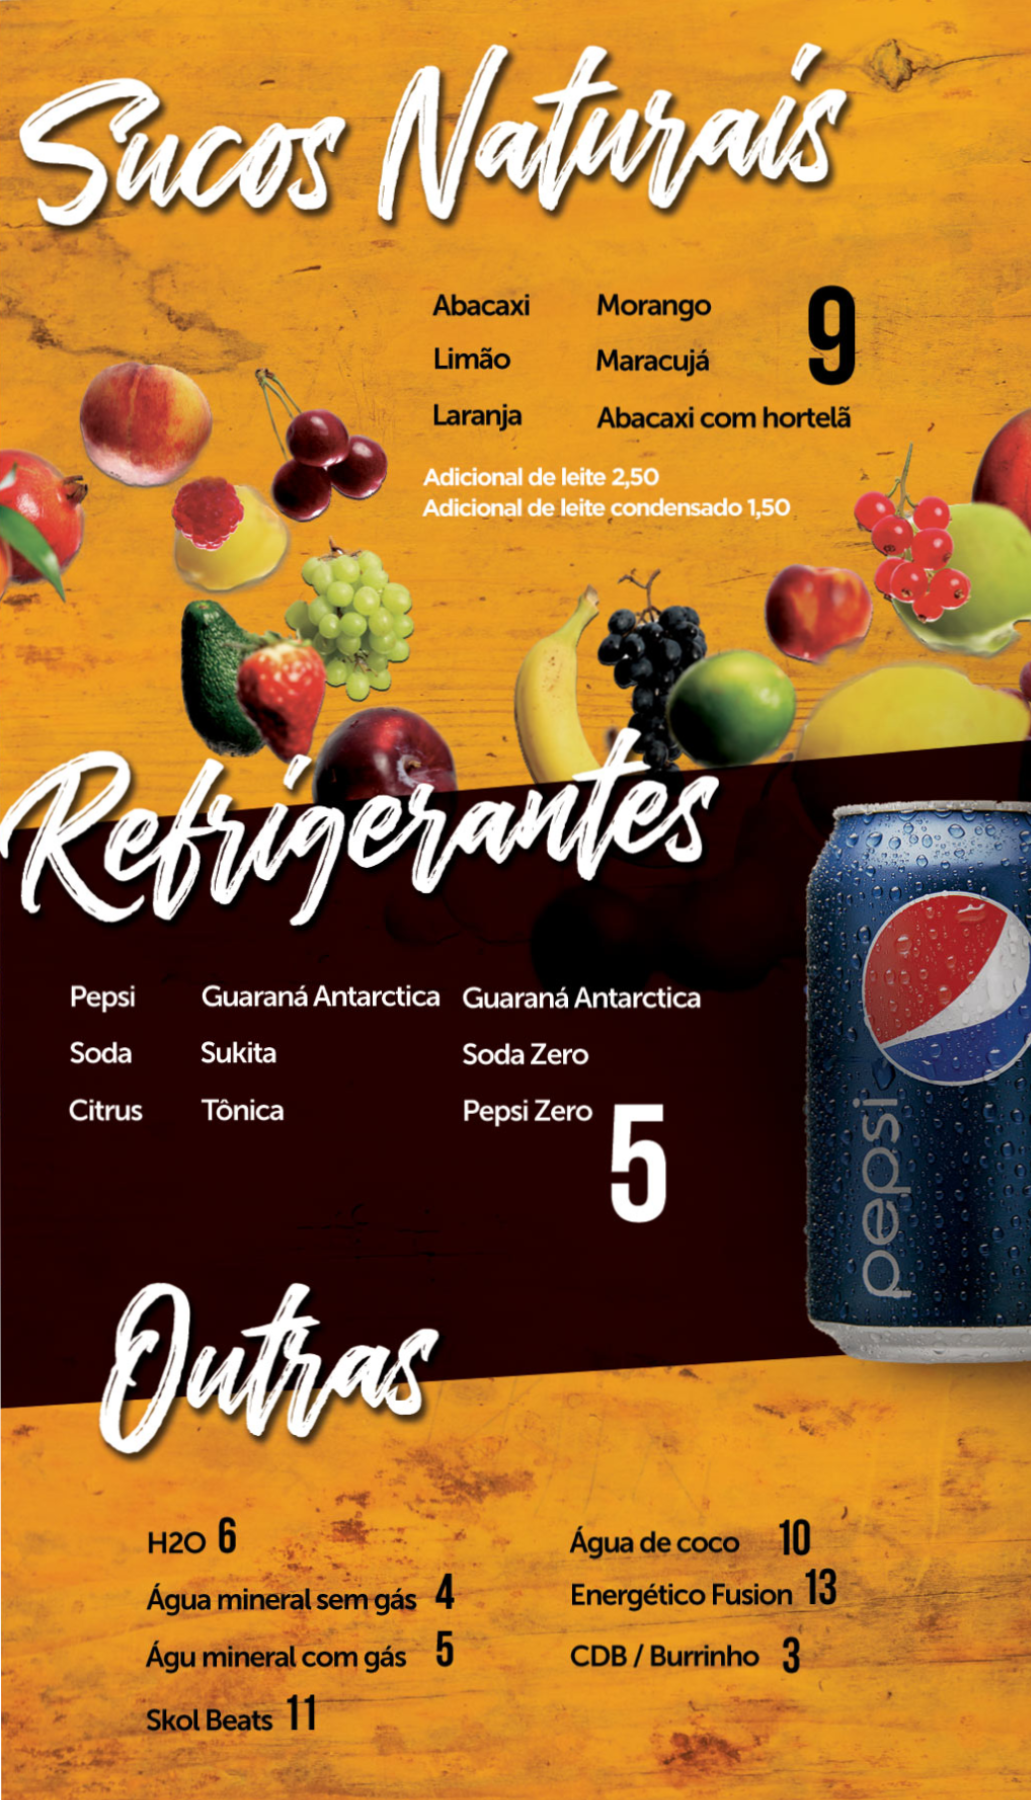 Sucos Naturais
Abacaxi Morango 9
Limão Maracujá
Laranja Abacaxi com hortelã
Adicional de leite 2,50
Adicional de leite condensado 1,50
Refrigerantes
Pepsi Guaraná Antarctica Guaraná Antarctica
Soda Sukita Soda Zero
Citrus Tônica Pepsi Zero 5
pepsi
Outras
H2O 6 Água de coco 10
Água mineral sem gás 4 Energético Fusion 13
Águ mineral com gás 5 CDB / Burrinho 3
Skol Beats 11